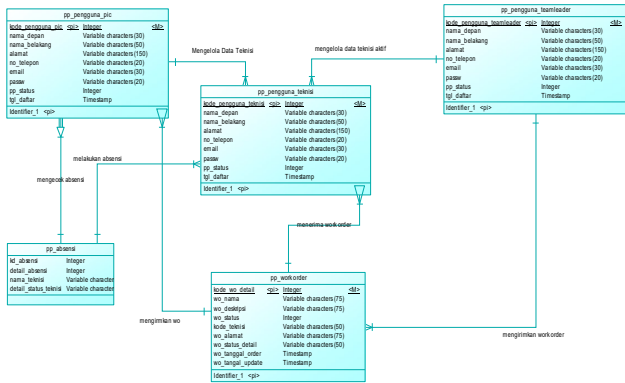 pp_pengguna_pic
kode_pengguna_pic <pi> Integer <M>
nama_depan Variable characters(30)
nama_belakang Variable characters(50)
alamat Variable characters(150)
no_telepon Variable characters(20)
email Variable characters(30)
passw Variable characters(20)
pp_status Integer
tgl_daftar Timestamp
Identifier_1 <pi>
pp_pengguna_teamleader
kode_pengguna_teamleader <pi> Integer <M>
nama_depan Variable characters(30)
nama_belakang Variable characters(50)
alamat Variable characters(150)
no_telepon Variable characters(20)
email Variable characters(30)
passw Variable characters(20)
pp_status Integer
tgl_daftar Timestamp
Identifier_1 <pi>
Mengelola Data Teknisi
mengelola data teknisi aktif
pp_pengguna_teknisi
kode_pengguna_teknisi <pi> Integer <M>
nama_depan Variable characters(30)
nama_belakang Variable characters(50)
alamat Variable characters(150)
no_telepon Variable characters(20)
email Variable characters(30)
passw Variable characters(20)
pp_status Integer
tgl_daftar Timestamp
Identifier_1 <pi>
melakukan absensi
mengecek absensi
menerima work order
pp_absensi
kd_absensi Integer
detail_absensi Integer
nama_teknisi Variable character
detail_status_teknisi Variable character
pp_workorder
kode_wo_detail <pi> Integer <M>
wo_nama Variable characters(75)
wo_desktpsi Variable characters(75)
wo_status Integer
kode_teknisi Variable characters(50)
wo_alamat Variable characters(75)
wo_status_detail Variable characters(50)
wo_tanggal_order Timestamp
wo_tangal_update Timestamp
Identifier_1 <pi>
mengirimkan wo
mengirimkan work order